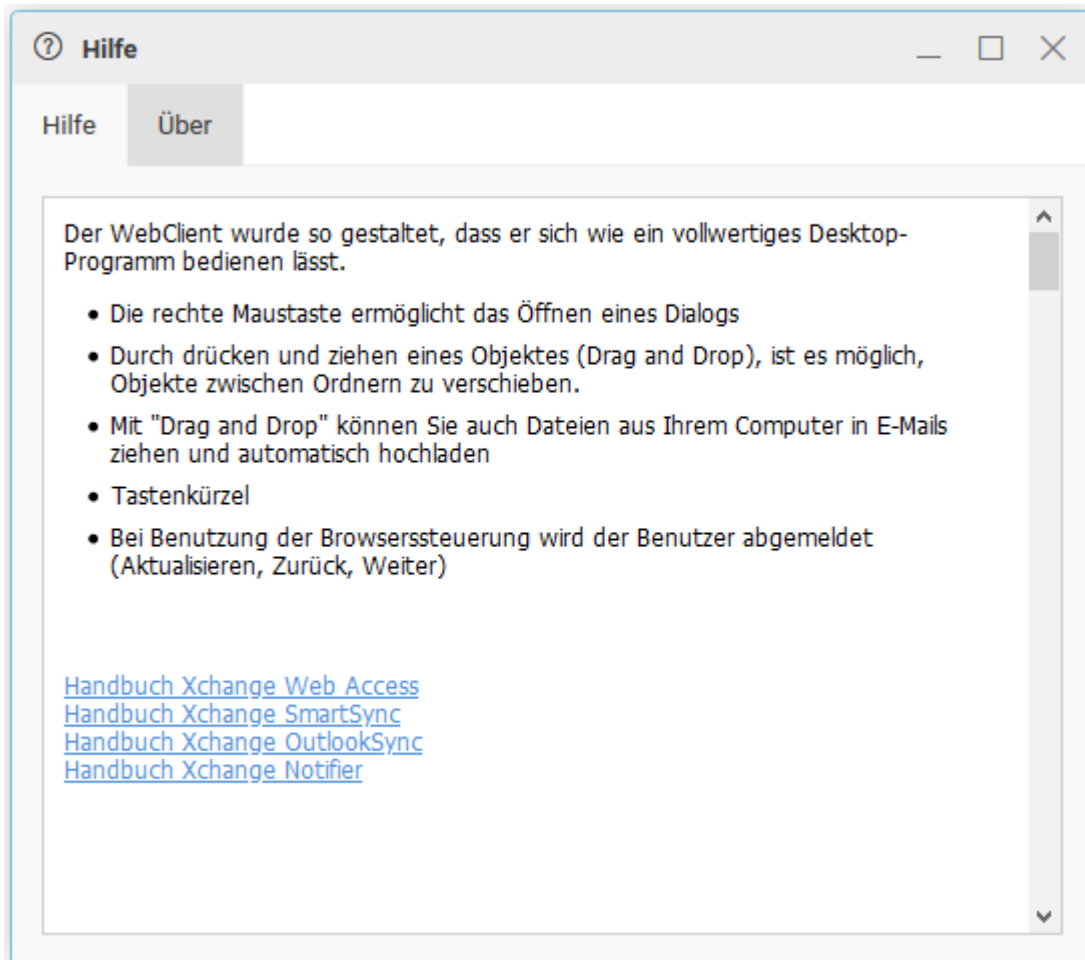 Hilfe
Hilfe
Über
Der WebClient wurde so gestaltet, dass er sich wie ein vollwertiges Desktop-
Programm bedienen lässt.
• Die rechte Maustaste ermöglicht das Öffnen eines Dialogs
• Durch drücken und ziehen eines Objektes (Drag and Drop), ist es möglich,
Objekte zwischen Ordnern zu verschieben.
• Mit "Drag and Drop" können Sie auch Dateien aus Ihrem Computer in E-Mails
ziehen und automatisch hochladen
• Tastenkürzel
• Bei Benutzung der Browserssteuerung wird der Benutzer abgemeldet
(Aktualisieren, Zurück, Weiter)
Handbuch Xchange Web Access
Handbuch Xchange SmartSync
Handbuch Xchange OutlookSync
Handbuch Xchange Notifier